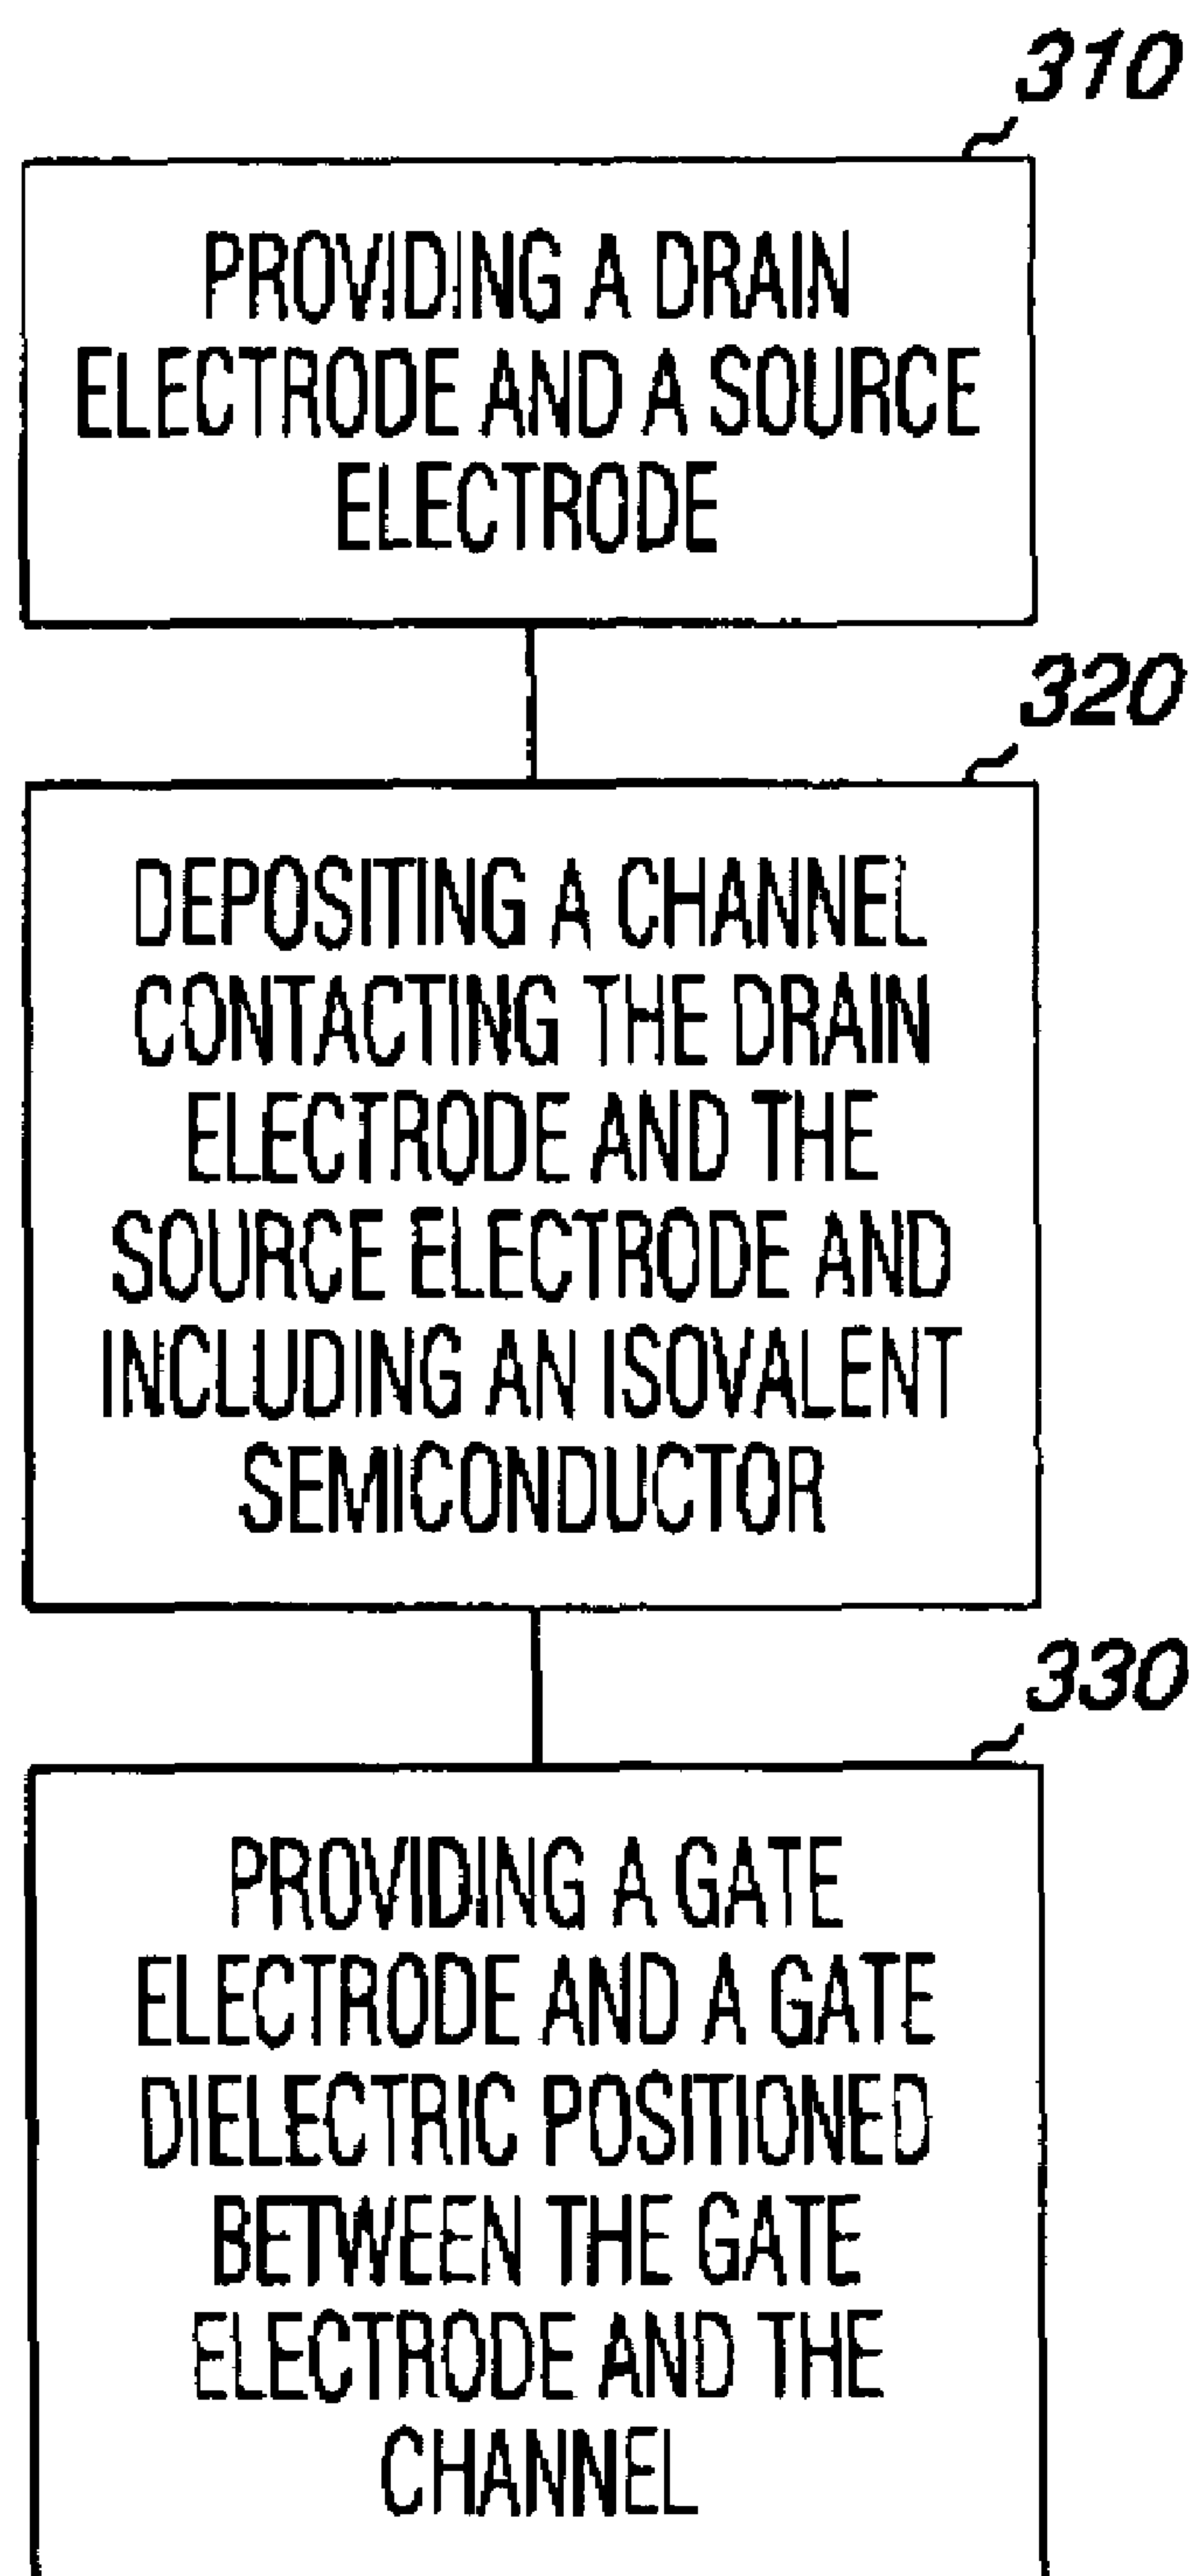 310
PROVIDING A DRAIN
ELECTRODE AND A SOURCE
ELECTRODE
320
DEPOSITING A CHANNEL
CONTACTING THE DRAIN
ELECTRODE AND THE
SOURCE ELECTRODE AND
INCLUDING AN ISOVALENT
SEMICONDUCTOR
330
PROVIDING A GATE
ELECTRODE AND A GATE
DIELECTRIC POSITIONED
BETWEEN THE GATE
ELECTRODE AND THE
CHANNEL